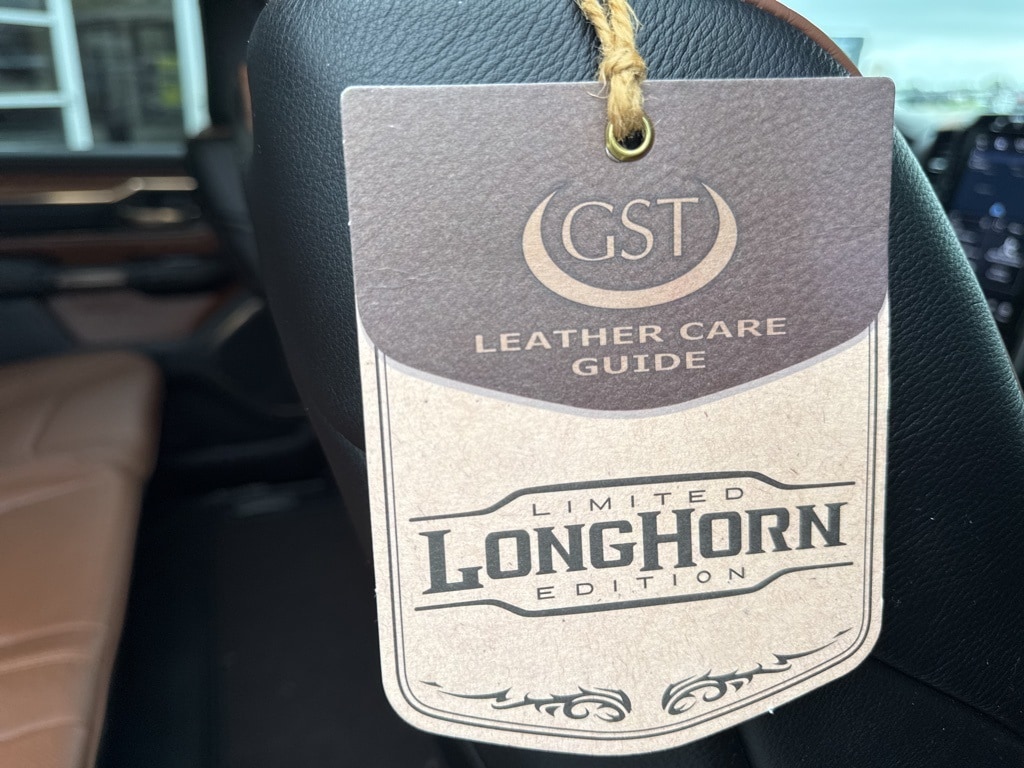 GST
LEATHER CARE
GUIDE
LIMITED
LONGHORN
EDITION